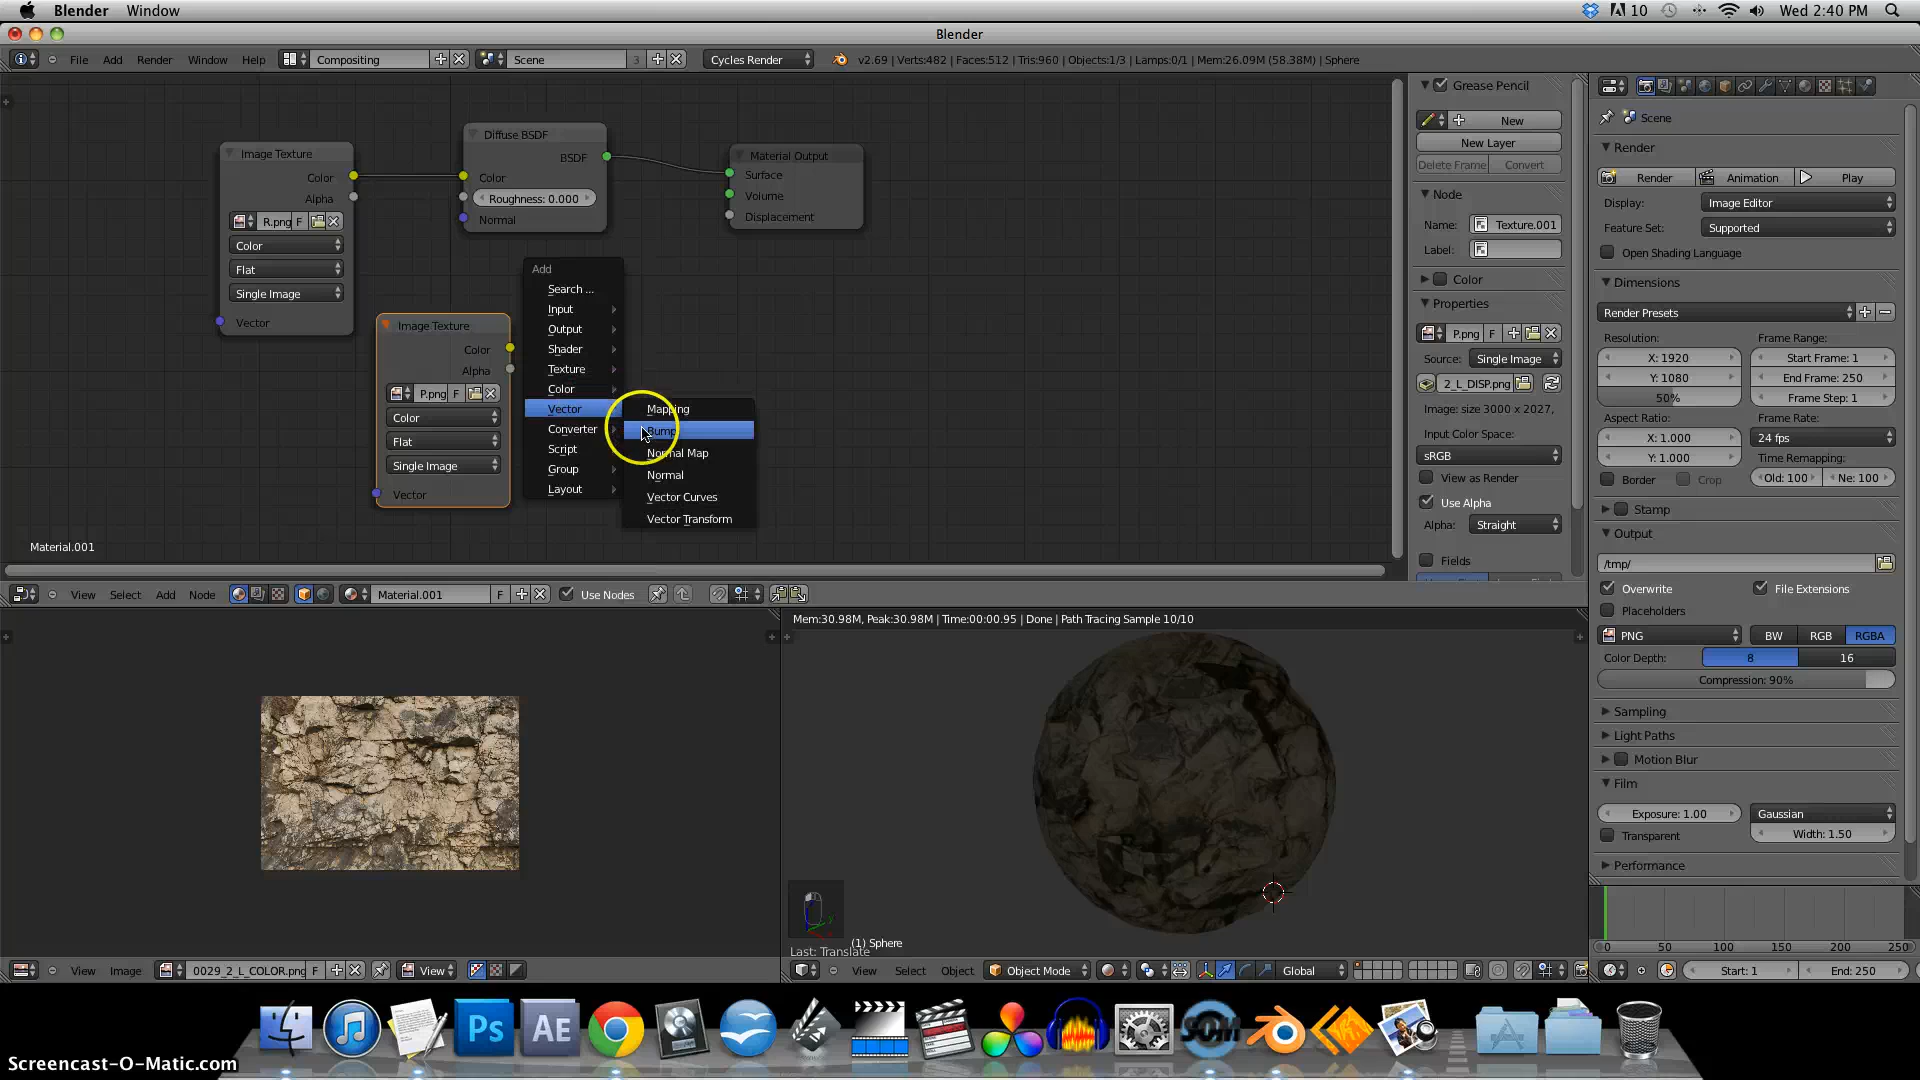 Blender Window 10 Wed 2:40 PM
Blender
File Add Render Window Help Compositing Scene 3 Cycles Render v2.69 | Verts:482 | Faces:512 | Tris:960 | Objects:1/3 | Lamps:0/1 | Mem:26.09M (58.38M) | Sphere
Image Texture
Color
Alpha
R.png F
Color
Flat
Single Image
Vector
Diffuse BSDF
BSDF
Color
Roughness: 0.000
Normal
Material Output
Surface
Volume
Displacement
Image Texture
Color
Alpha
P.png F
Color
Flat
Single Image
Vector
Add
Search ...
Input
Output
Shader
Texture
Color
Vector
Converter
Script
Group
Layout
Mapping
Bump
Normal Map
Normal
Vector Curves
Vector Transform
Material.001
Grease Pencil
New
New Layer
Delete Frame Convert
Node
Name: Texture.001
Label:
Color
Properties
P.png F
Source: Single Image
2_L_DISP.png
Image: size 3000 x 2027,
Input Color Space:
sRGB
View as Render
Use Alpha
Alpha: Straight
Fields
Scene
Render
Render Animation Play
Display: Image Editor
Feature Set: Supported
Open Shading Language
Dimensions
Render Presets
Resolution: Frame Range:
X: 1920 Start Frame: 1
Y: 1080 End Frame: 250
50% Frame Step: 1
Aspect Ratio: Frame Rate:
X: 1.000 24 fps
Y: 1.000 Time Remapping:
Border Crop Old: 100 Ne: 100
Stamp
Output
/tmp/
Overwrite File Extensions
Placeholders
PNG BW RGB RGBA
Color Depth: 8 16
Compression: 90%
Sampling
Light Paths
Motion Blur
Film
Exposure: 1.00 Gaussian
Transparent Width: 1.50
Performance
View Select Add Node Material.001 F Use Nodes
Mem:30.98M, Peak:30.98M | Time:00:00.95 | Done | Path Tracing Sample 10/10
(1) Sphere
Last: Translate
0 50 100 150 200 250
View Image 0029_2_L_COLOR.png F View
View Select Object Object Mode Global
Start: 1 End: 250
Ps AE
Screencast-O-Matic.com